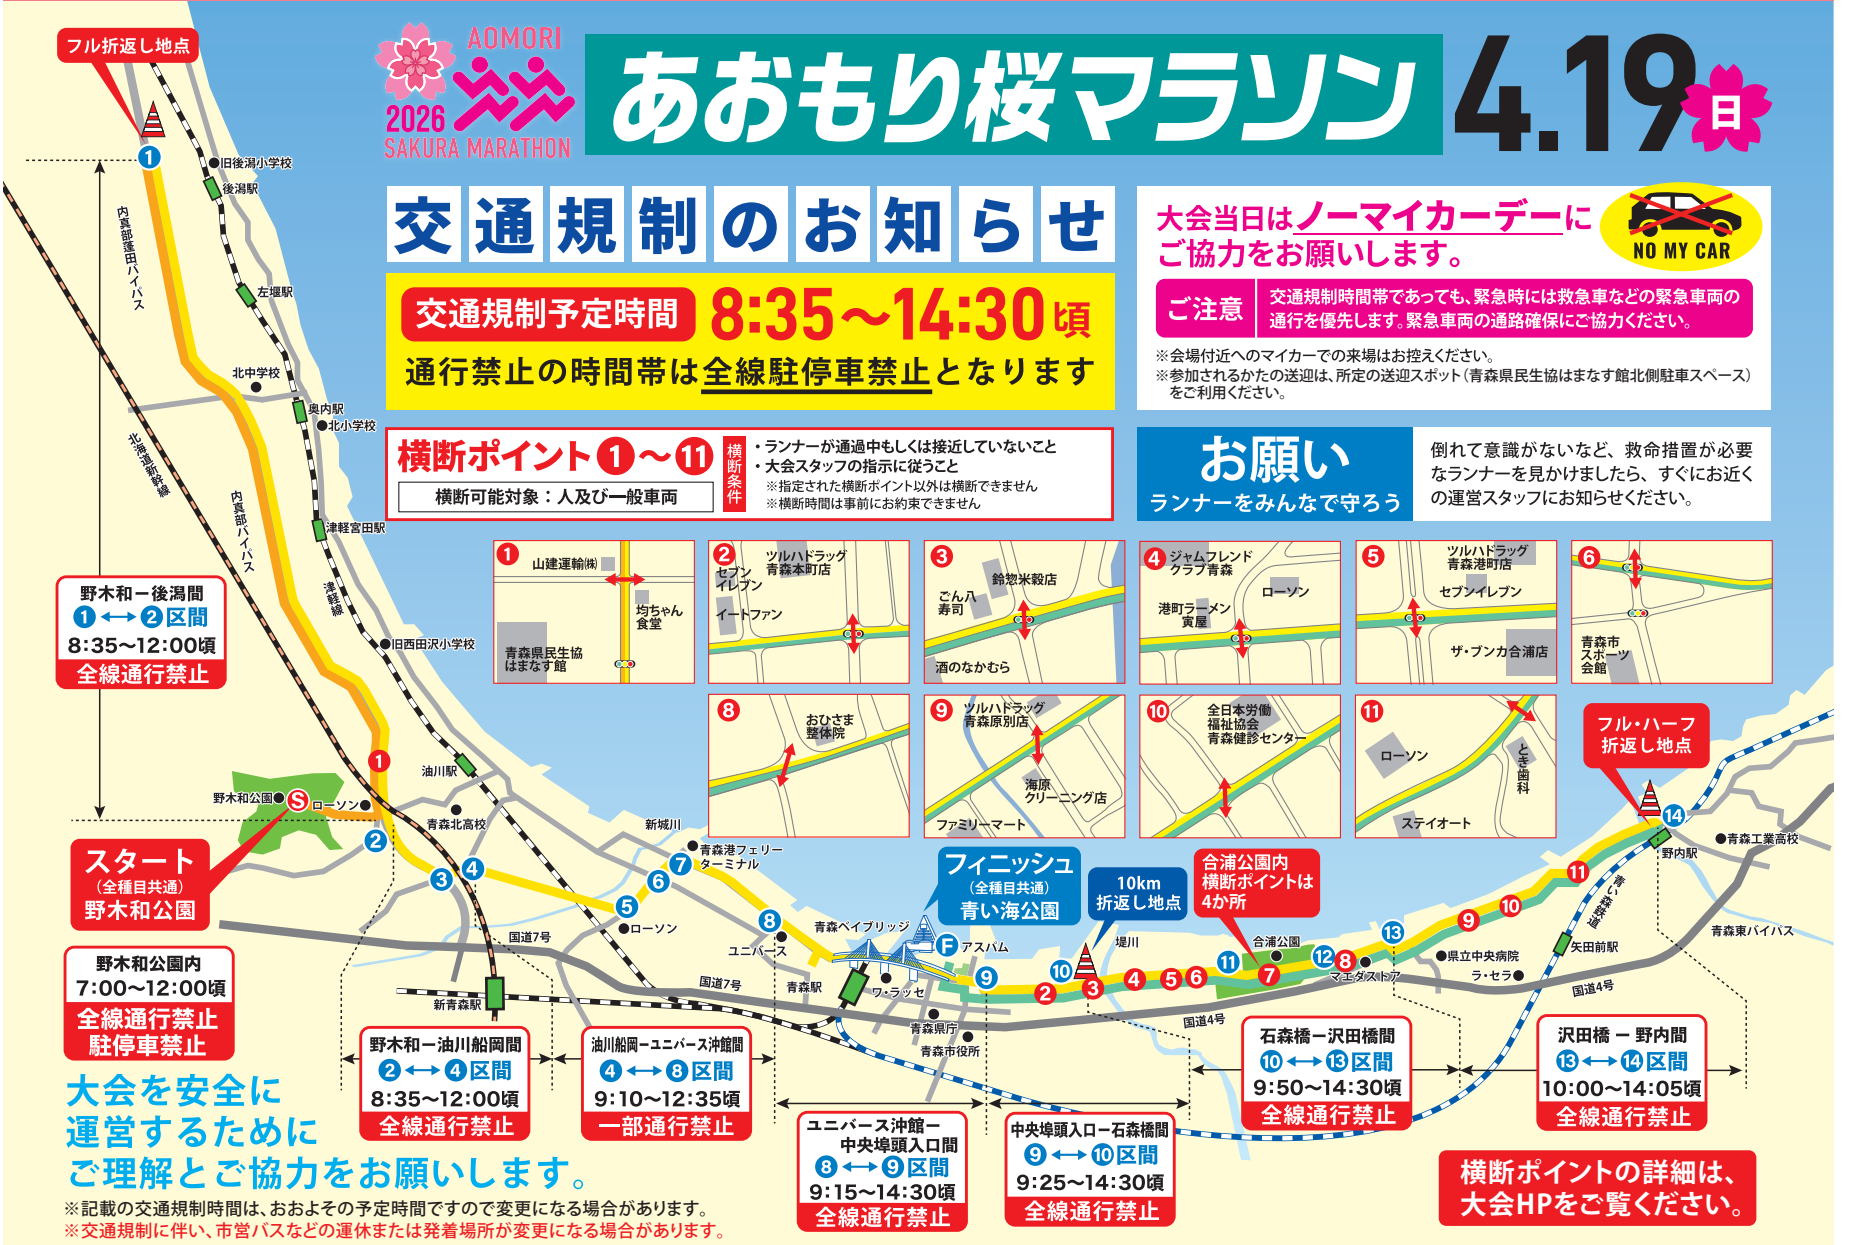 フル折返し地点
AOMORI
2026
SAKURA MARATHON
あおもり桜マラソン
4.19
日
交通規制のお知らせ
交通規制予定時間
8:35〜14:30頃
通行禁止の時間帯は全線駐停車禁止となります
大会当日はノーマイカーデーに
ご協力をお願いします。
NO MY CAR
ご注意
交通規制時間帯であっても、緊急時には救急車などの緊急車両の
通行を優先します。緊急車両の通路確保にご協力ください。
※会場付近へのマイカーでの来場はお控えください。
※参加されるかたの送迎は、所定の送迎スポット(青森県民生協はまなす館北側駐車スペース)
をご利用ください。
横断ポイント1〜11
横断可能対象:人及び一般車両
横断条件
・ランナーが通過中もしくは接近していないこと
・大会スタッフの指示に従うこと
※指定された横断ポイント以外は横断できません
※横断時間は事前にお約束できません
お願い
ランナーをみんなで守ろう
倒れて意識がないなど、救命措置が必要
なランナーを見かけましたら、すぐにお近く
の運営スタッフにお知らせください。
1
山建運輸㈱
均ちゃん
食堂
青森県民生協
はまなす館
2
ツルハドラッグ
青森本町店
セブン
イレブン
イートファン
3
鈴惣米穀店
ごん八
寿司
酒のなかむら
4
ジャムフレンド
クラブ青森
ローソン
港町ラーメン
寅屋
5
ツルハドラッグ
青森港町店
セブンイレブン
ザ・ブンカ合浦店
6
青森市
スポーツ
会館
8
おひさま
整体院
9
ツルハドラッグ
青森原別店
海原
クリーニング店
ファミリーマート
10
全日本労働
福祉協会
青森健診センター
11
ローソン
とき歯科
ステイオート
1
旧後潟小学校
後潟駅
内真部蓬田バイパス
左堰駅
北中学校
奥内駅
北小学校
北海道新幹線
内真部バイパス
津軽宮田駅
津軽線
旧西田沢小学校
野木和ー後潟間
1⟷2区間
8:35〜12:00頃
全線通行禁止
1
油川駅
野木和公園
S
ローソン
青森北高校
2
3
4
スタート
(全種目共通)
野木和公園
野木和公園内
7:00〜12:00頃
全線通行禁止
駐停車禁止
新城川
青森港フェリー
ターミナル
7
6
5
ローソン
8
ユニバース
国道7号
国道7号
新青森駅
青森駅
青森ベイブリッジ
フィニッシュ
(全種目共通)
青い海公園
F
アスパム
ワ・ラッセ
青森県庁
青森市役所
9
10km
折返し地点
堤川
10
2
3
4
5
6
11
合浦公園内
横断ポイントは
4か所
合浦公園
7
12
8
マエダストア
13
国道4号
県立中央病院
ラ・セラ
国道4号
9
10
11
フル・ハーフ
折返し地点
14
野内駅
青森工業高校
青い森鉄道
矢田前駅
青森東バイパス
野木和ー油川船岡間
2⟷4区間
8:35〜12:00頃
全線通行禁止
油川船岡ーユニバース沖館間
4⟷8区間
9:10〜12:35頃
一部通行禁止
ユニバース沖館ー
中央埠頭入口間
8⟷9区間
9:15〜14:30頃
全線通行禁止
中央埠頭入口ー石森橋間
9⟷10区間
9:25〜14:30頃
全線通行禁止
石森橋ー沢田橋間
10⟷13区間
9:50〜14:30頃
全線通行禁止
沢田橋 ー 野内間
13⟷14区間
10:00〜14:05頃
全線通行禁止
大会を安全に
運営するために
ご理解とご協力をお願いします。
※記載の交通規制時間は、おおよその予定時間ですので変更になる場合があります。
※交通規制に伴い、市営バスなどの運休または発着場所が変更になる場合があります。
横断ポイントの詳細は、
大会HPをご覧ください。